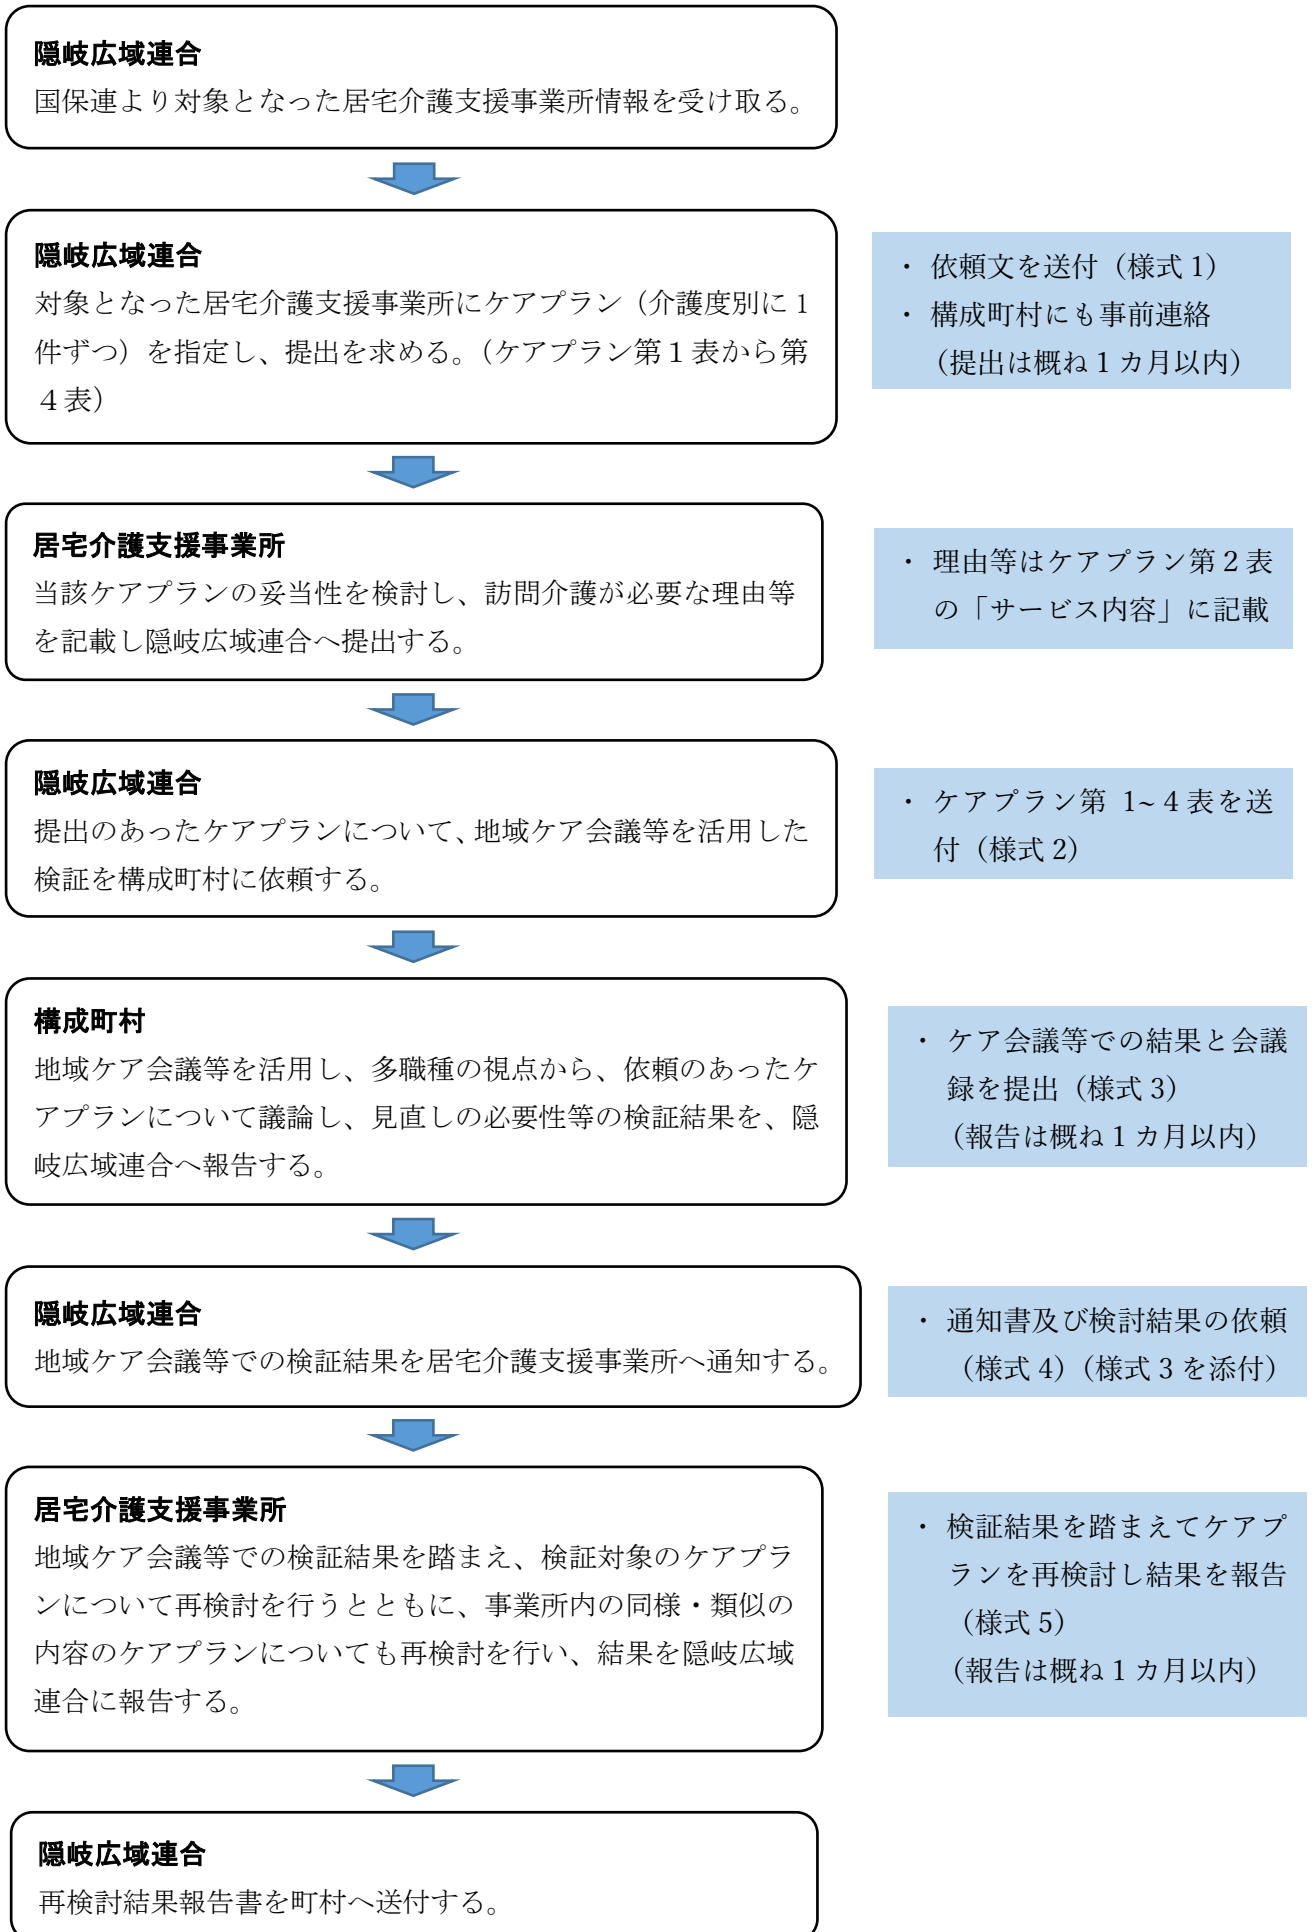 隠岐広域連合
国保連より対象となった居宅介護支援事業所情報を受け取る。
隠岐広域連合
対象となった居宅介護支援事業所にケアプラン（介護度別に 1
件ずつ）を指定し、提出を求める。（ケアプラン第１表から第
４表）
・ 依頼文を送付（様式 1）
・ 構成町村にも事前連絡
（提出は概ね 1 カ月以内）
居宅介護支援事業所
当該ケアプランの妥当性を検討し、訪問介護が必要な理由等
を記載し隠岐広域連合へ提出する。
・ 理由等はケアプラン第 2 表
の「サービス内容」に記載
隠岐広域連合
提出のあったケアプランについて、地域ケア会議等を活用した
検証を構成町村に依頼する。
・ ケアプラン第 1~ 4 表を送
付（様式 2）
構成町村
地域ケア会議等を活用し、多職種の視点から、依頼のあったケ
アプランについて議論し、見直しの必要性等の検証結果を、隠
岐広域連合へ報告する。
・ ケア会議等での結果と会議
録を提出（様式 3）
（報告は概ね 1 カ月以内）
隠岐広域連合
地域ケア会議等での検証結果を居宅介護支援事業所へ通知する。
・ 通知書及び検討結果の依頼
（様式 4）（様式 3 を添付）
居宅介護支援事業所
地域ケア会議等での検証結果を踏まえ、検証対象のケアプラ
ンについて再検討を行うとともに、事業所内の同様・類似の
内容のケアプランについても再検討を行い、結果を隠岐広域
連合に報告する。
・ 検証結果を踏まえてケアプ
ランを再検討し結果を報告
（様式 5）
（報告は概ね 1 カ月以内）
隠岐広域連合
再検討結果報告書を町村へ送付する。